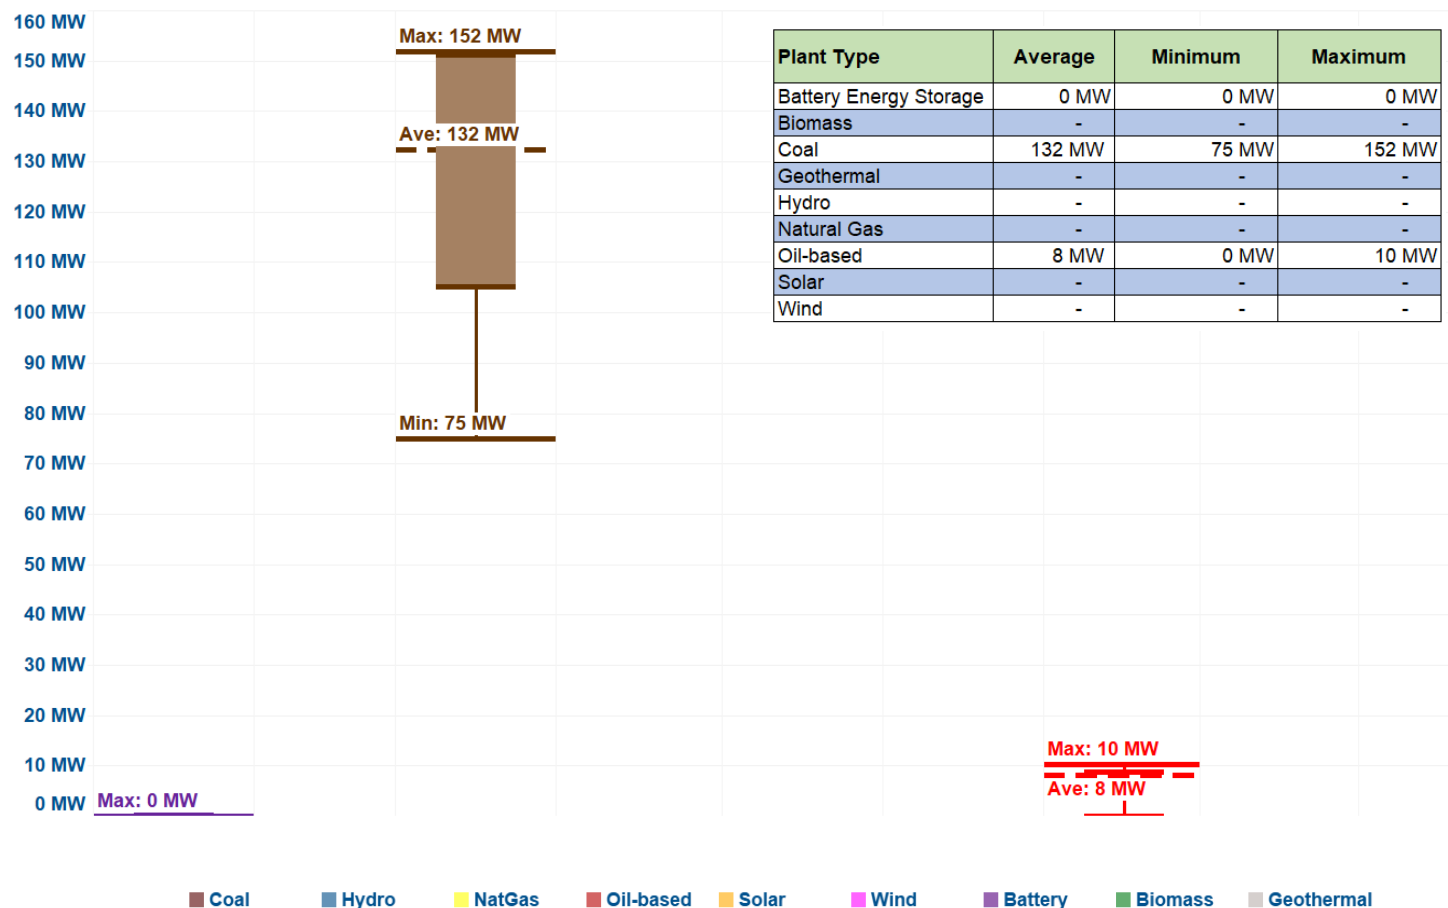 160 MW
Max: 152 MW
150 MW
140 MW
Ave: 132 MW
130 MW
120 MW
110 MW
100 MW
90 MW
80 MW
Min: 75 MW
70 MW
60 MW
50 MW
40 MW
30 MW
20 MW
Max: 10 MW
10 MW
Ave: 8 MW
0 MW
Max: 0 MW
Plant Type Average Minimum Maximum
Battery Energy Storage 0 MW 0 MW 0 MW
Biomass - - -
Coal 132 MW 75 MW 152 MW
Geothermal - - -
Hydro - - -
Natural Gas - - -
Oil-based 8 MW 0 MW 10 MW
Solar - - -
Wind - - -
Coal Hydro NatGas Oil-based Solar Wind Battery Biomass Geothermal